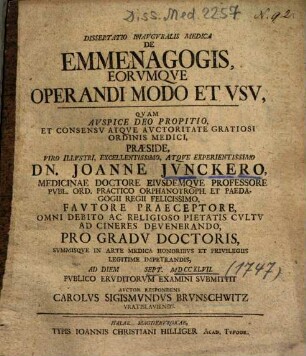 Diss. Med. 2257
N. 92.
DISSERTATIO INAVGVRALIS MEDICA
DE
EMMENAGOGIS,
EORVMQVE
OPERANDI MODO ET VSV,
QVAM
AVSPICE DEO PROPITIO,
ET CONSENSV ATQVE AVCTORITATE GRATIOSI
ORDINIS MEDICI,
PRÆSIDE,
VIRO ILLVSTRI, EXCELLENTISSIMO, ATQVE EXPERIENTISSIMO
DN. JOANNE JVNCKERO,
MEDICINAE DOCTORE EIVSDEMQVE PROFESSORE
PVBL. ORD. PRACTICO ORPHANOTROPHII ET PAEDA-
GOGII REGII FELICISSIMO,
FAVTORE PRAECEPTORE,
OMNI DEBITO AC RELIGIOSO PIETATIS CVLTV
AD CINERES DEVENERANDO,
PRO GRADV DOCTORIS,
SVMMISQVE IN ARTE MEDICA HONORIBVS ET PRIVILEGIIS
LEGITIME IMPETRANDIS,
AD DIEM SEPT. MDCCXLVII.
(1747)
PVBLICO ERVDITORVM EXAMINI SVBMITTIT
AVCTOR RESPONDENS
CAROLVS SIGISMVNDVS BRVNSCHWITZ
VRATISLAVIENSIS.
HALAE MAGDEBVRGICAE,
TYPIS IOANNIS CHRISTIANI HILLIGER ACAD. TYPOGR.